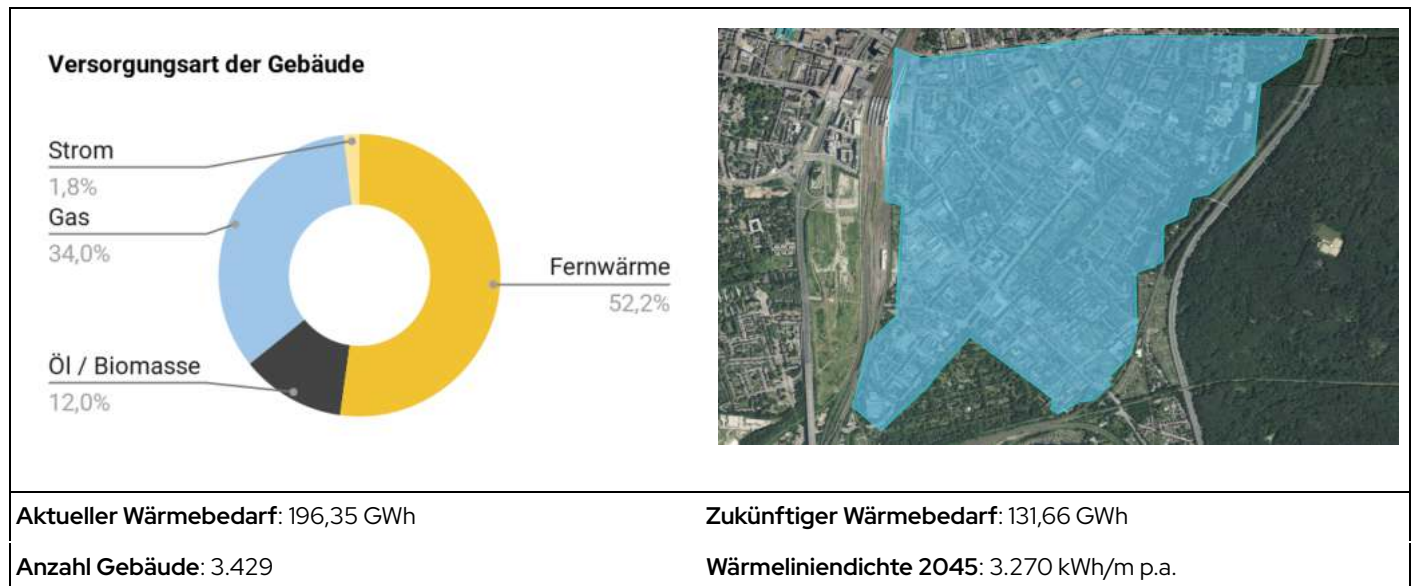 Versorgungsart der Gebäude
Strom
1,8%
Gas
34,0%
Fernwärme
52,2%
Öl / Biomasse
12,0%
Aktueller Wärmebedarf: 196,35 GWh
Zukünftiger Wärmebedarf: 131,66 GWh
Anzahl Gebäude: 3.429
Wärmeliniendichte 2045: 3.270 kWh/m p.a.